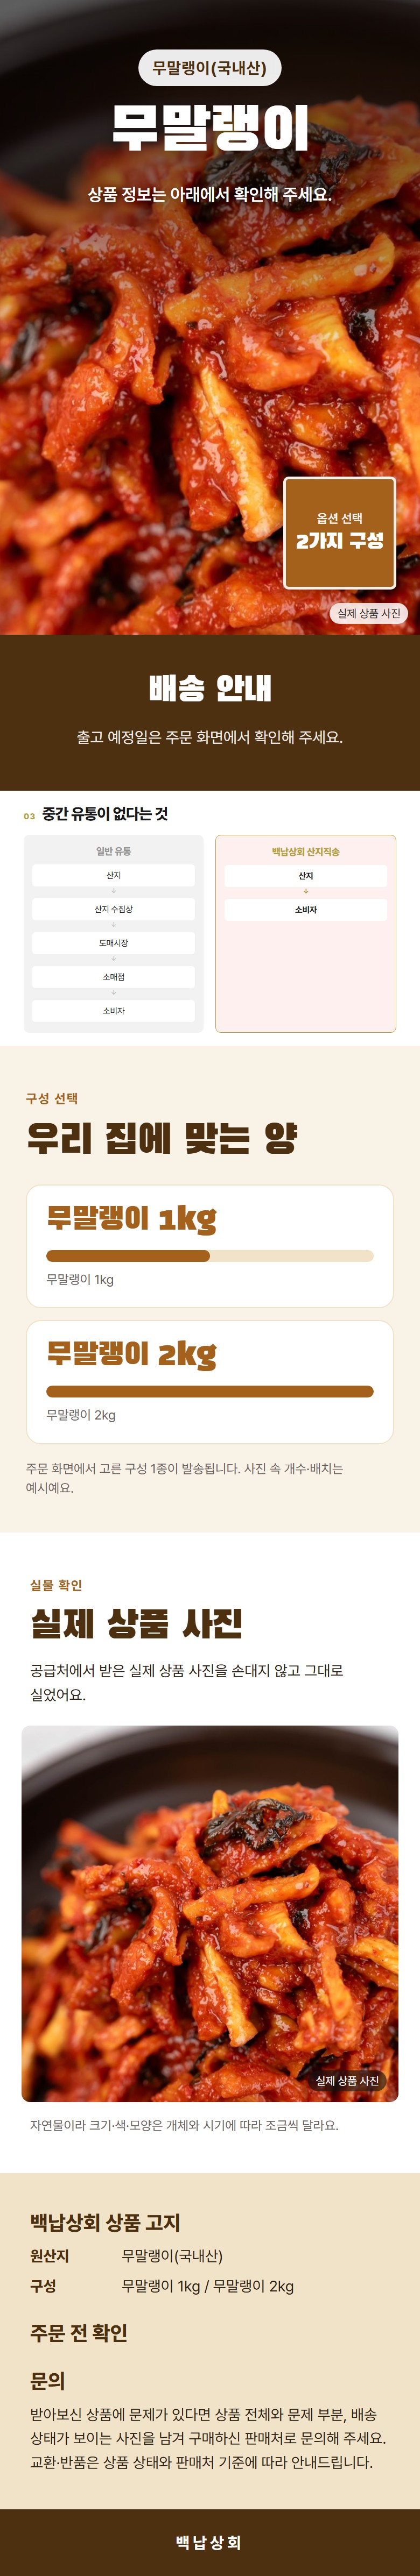 무말랭이(국내산)
무말랭이
상품 정보는 아래에서 확인해 주세요.
옵션 선택
2가지 구성
실제 상품 사진
배송 안내
출고 예정일은 주문 화면에서 확인해 주세요.
03 중간 유통이 없다는 것
일반 유통
산지
↓
산지 수집상
↓
도매시장
↓
소매점
↓
소비자
백납상회 산지직송
산지
↓
소비자
구성 선택
우리 집에 맞는 양
무말랭이 1kg
무말랭이 1kg
무말랭이 2kg
무말랭이 2kg
주문 화면에서 고른 구성 1종이 발송됩니다. 사진 속 개수·배치는
예시예요.
실물 확인
실제 상품 사진
공급처에서 받은 실제 상품 사진을 손대지 않고 그대로
실었어요.
실제 상품 사진
자연물이라 크기·색·모양은 개체와 시기에 따라 조금씩 달라요.
백납상회 상품 고지
원산지 무말랭이(국내산)
구성 무말랭이 1kg / 무말랭이 2kg
주문 전 확인
문의
받아보신 상품에 문제가 있다면 상품 전체와 문제 부분, 배송
상태가 보이는 사진을 남겨 구매하신 판매처로 문의해 주세요.
교환·반품은 상품 상태와 판매처 기준에 따라 안내드립니다.
백납상회